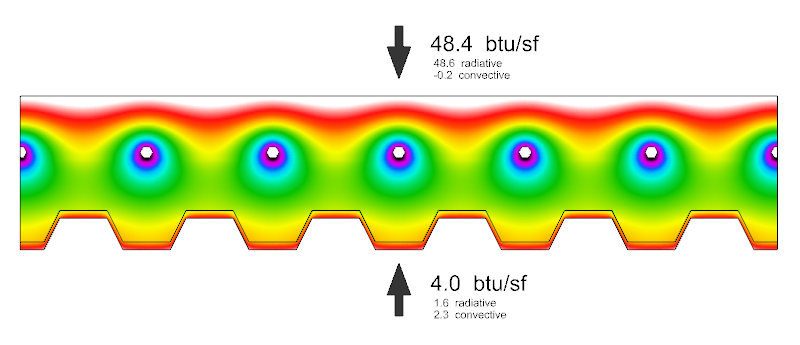 48.4 btu/sf
48.6 radiative
-0.2 convective
4.0 btu/sf
1.6 radiative
2.3 convective